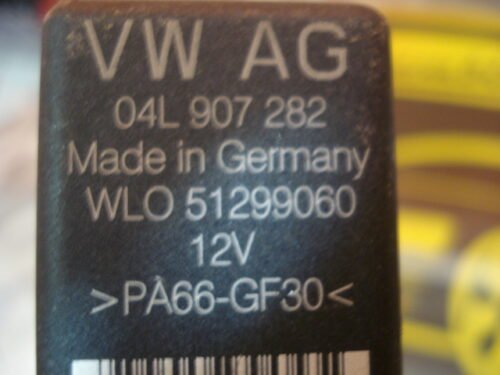 VW AG
04L 907 282
Made in Germany
WLO 51299060
12V
>PA66-GF30<